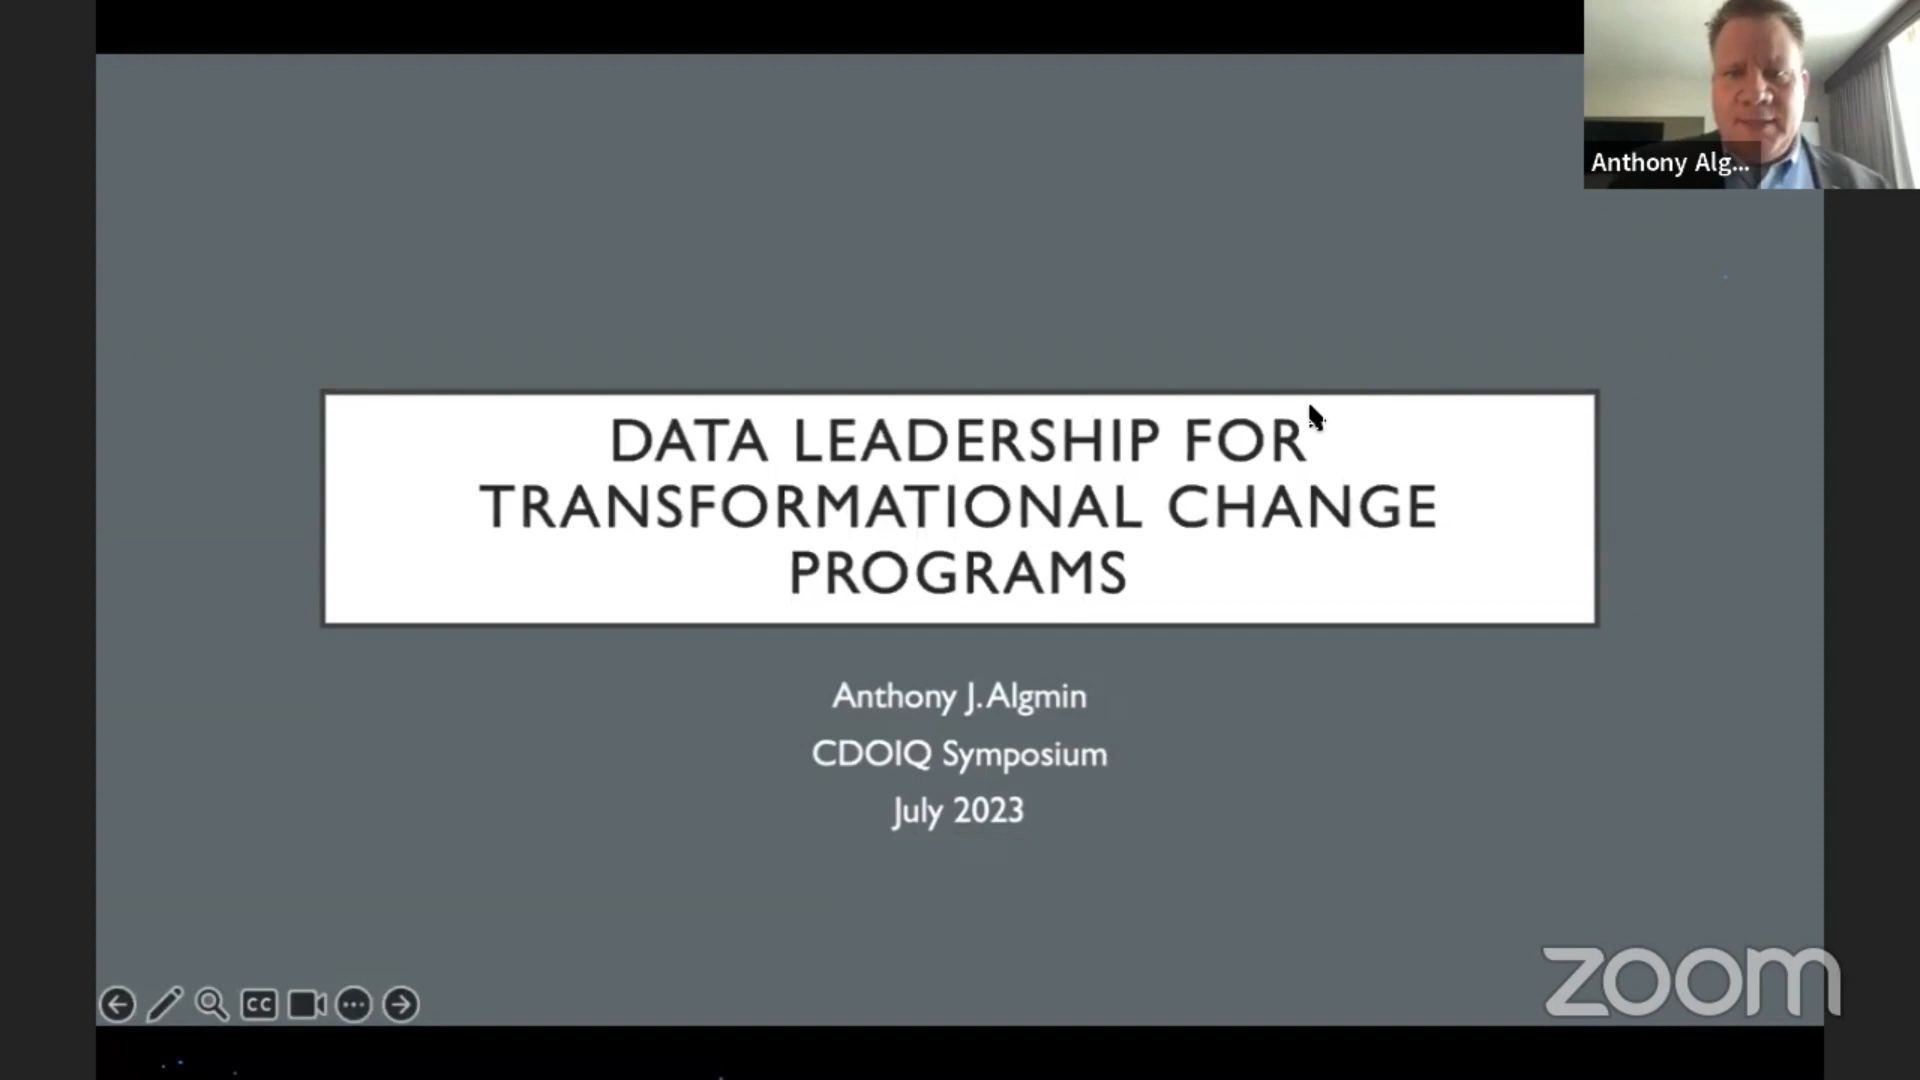 Anthony Alg...
DATA LEADERSHIP FOR
TRANSFORMATIONAL CHANGE
PROGRAMS
Anthony J. Algmin
CDOIQ Symposium
July 2023
CC
zoom